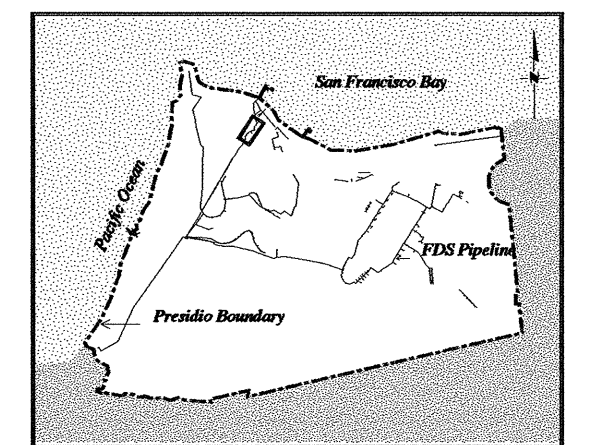 San Francisco Bay
N
Pacific Ocean
FDS Pipeline
Presidio Boundary